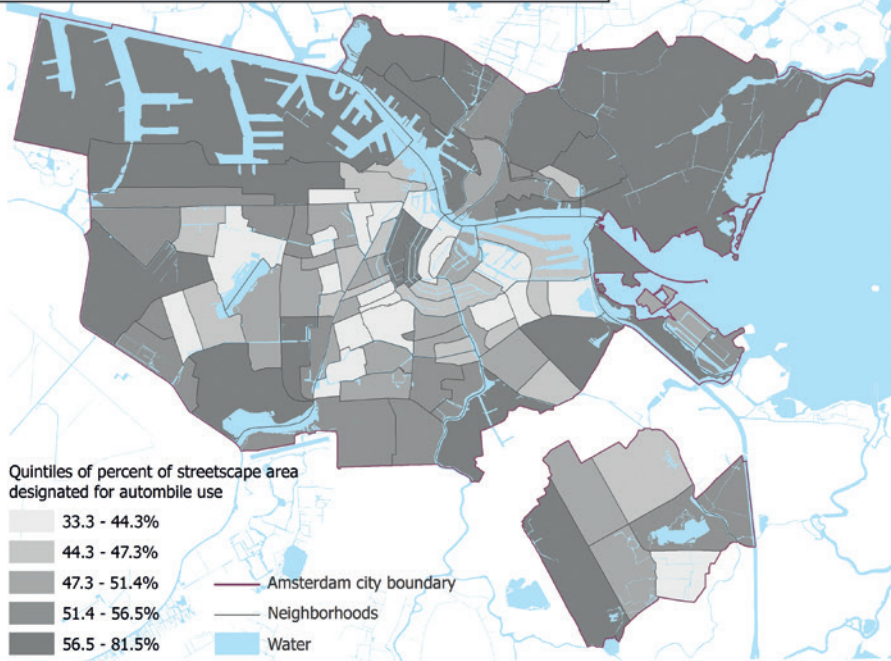 Quintiles of percent of streetscape area
designated for autombile use
33.3 - 44.3%
44.3 - 47.3%
47.3 - 51.4%
51.4 - 56.5%
56.5 - 81.5%
Amsterdam city boundary
Neighborhoods
Water